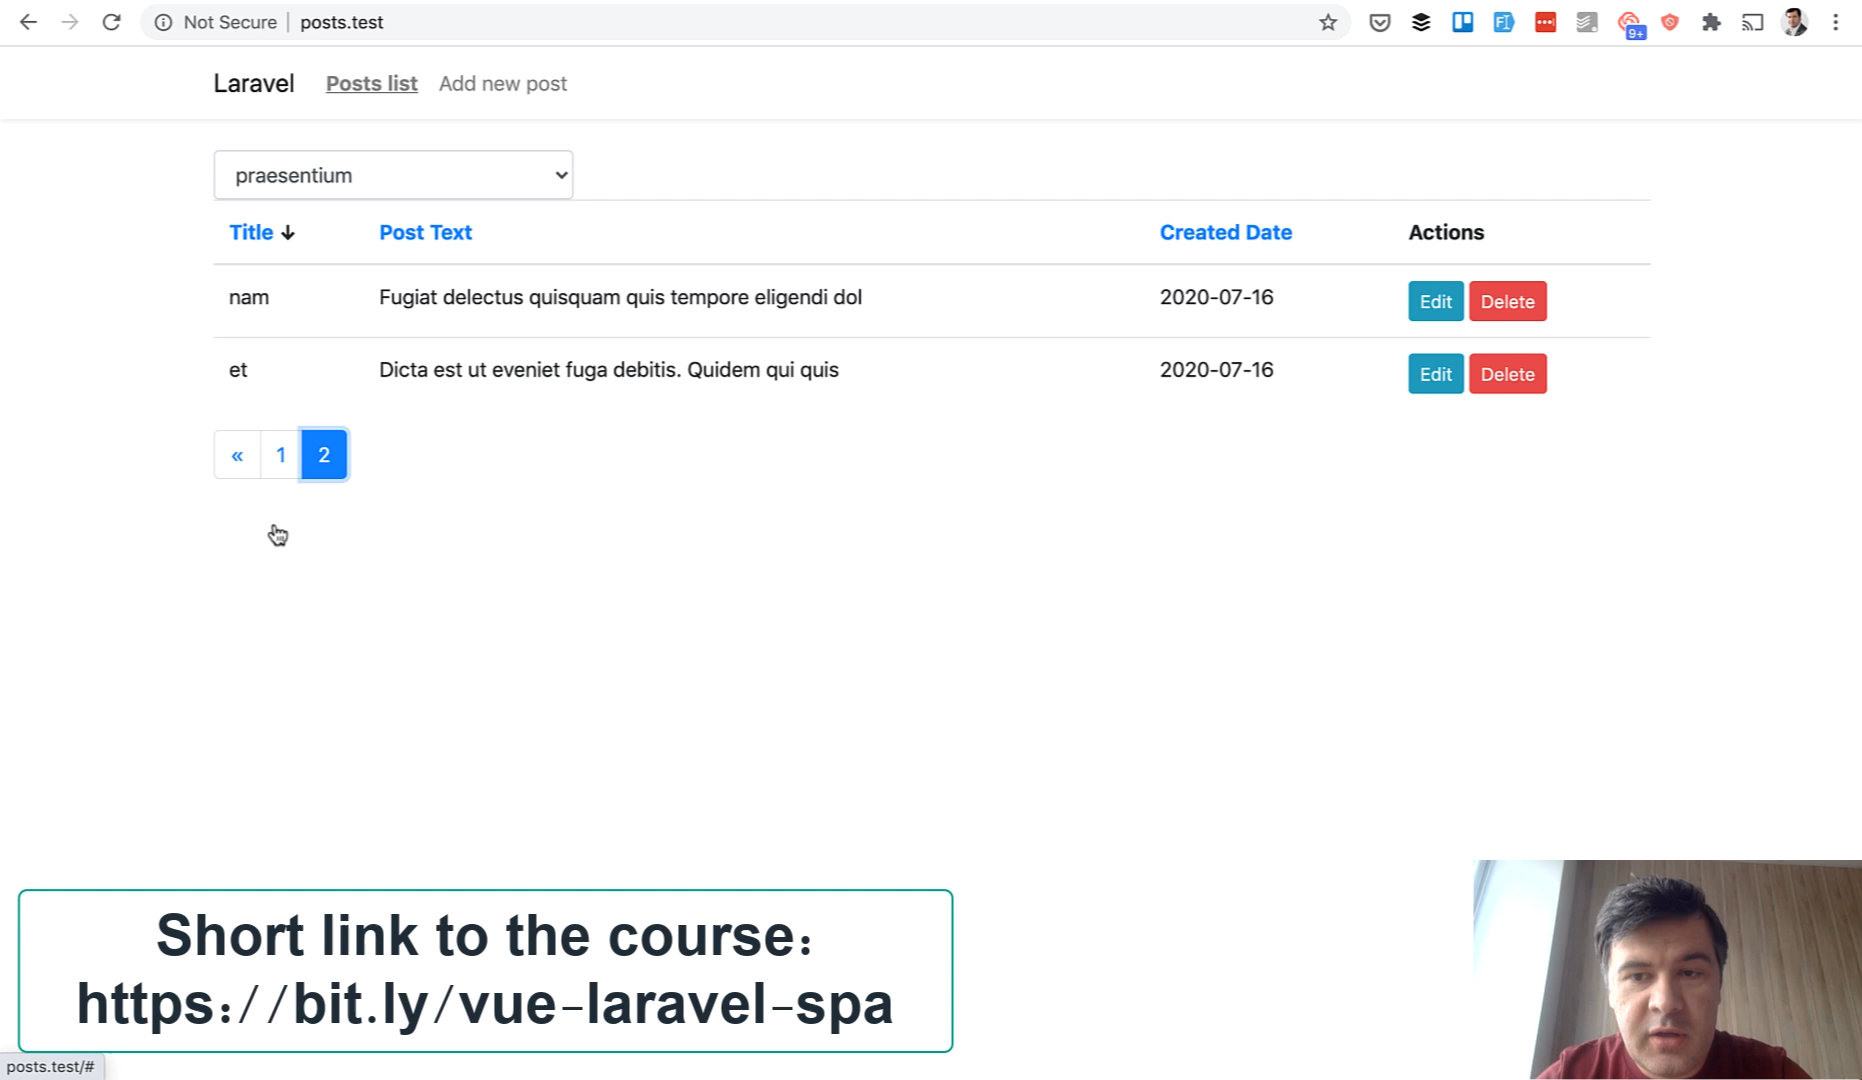 Not Secure | posts.test
9+
Laravel Posts list Add new post
praesentium
Title ↓ Post Text Created Date Actions
nam Fugiat delectus quisquam quis tempore eligendi dol 2020-07-16 Edit Delete
et Dicta est ut eveniet fuga debitis. Quidem qui quis 2020-07-16 Edit Delete
« 1 2
Short link to the course:
https://bit.ly/vue-laravel-spa
posts.test/#